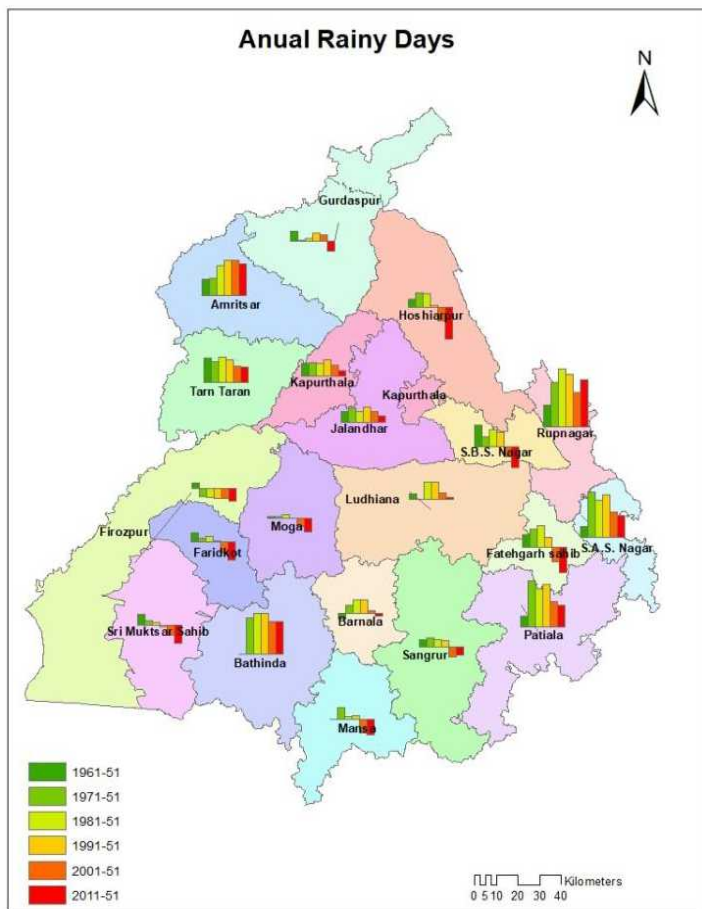 Anual Rainy Days
N
Gurdaspur
Amritsar
Hoshiarpur
Kapurthala
Tarn Taran
Kapurthala
Jalandhar
Rupnagar
S.B.S. Nagar
Ludhiana
Moga
Firozpur
Faridkot
Fatehgarh sahib
S.A.S. Nagar
Sri Muktsar Sahib
Barnala
Patiala
Bathinda
Sangrur
Mansa
1961-51
1971-51
1981-51
1991-51
2001-51
2011-51
Kilometers
0 5 10 20 30 40